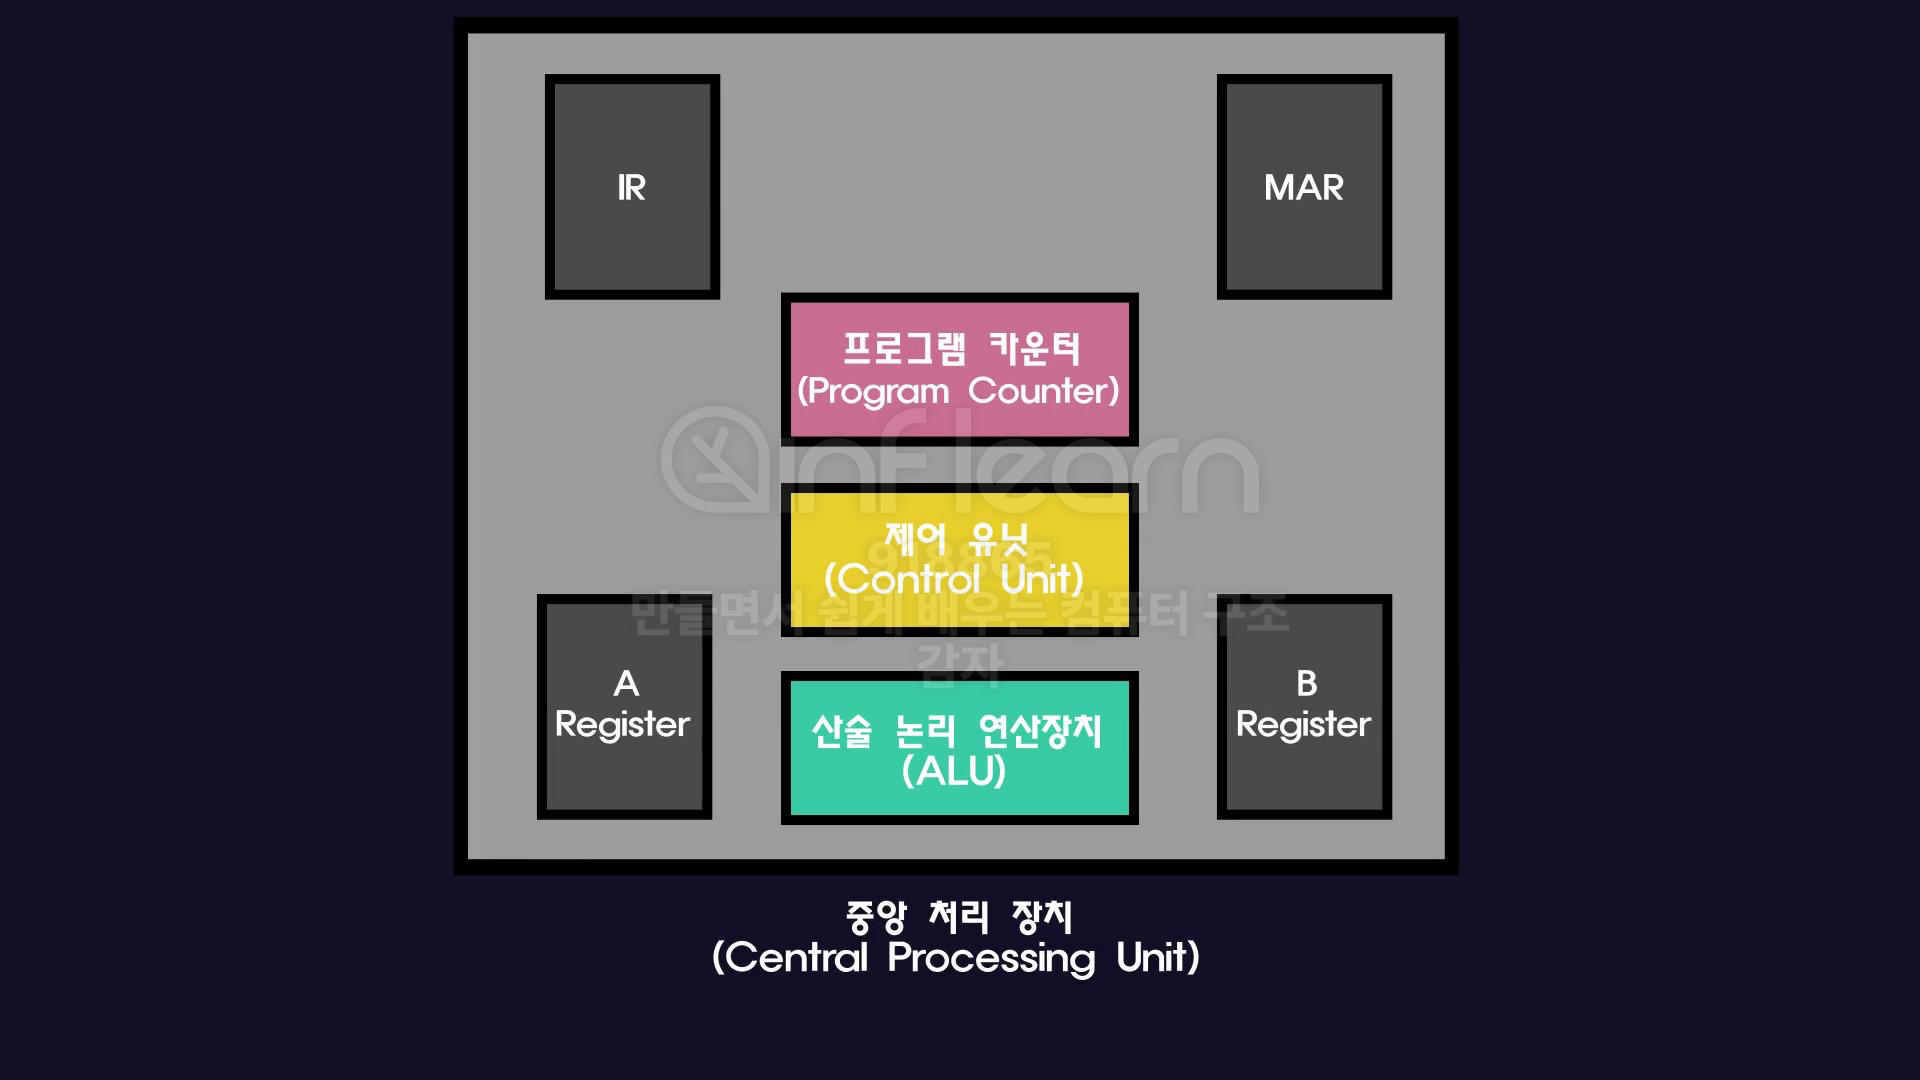 IR
MAR
프로그램 카운터
(Program Counter)
inflearn
제어 유닛
918865
(Control Unit)
만들면서 쉽게 배우는 컴퓨터 구조
감자
A
Register
B
Register
산술 논리 연산장치
(ALU)
중앙 처리 장치
(Central Processing Unit)